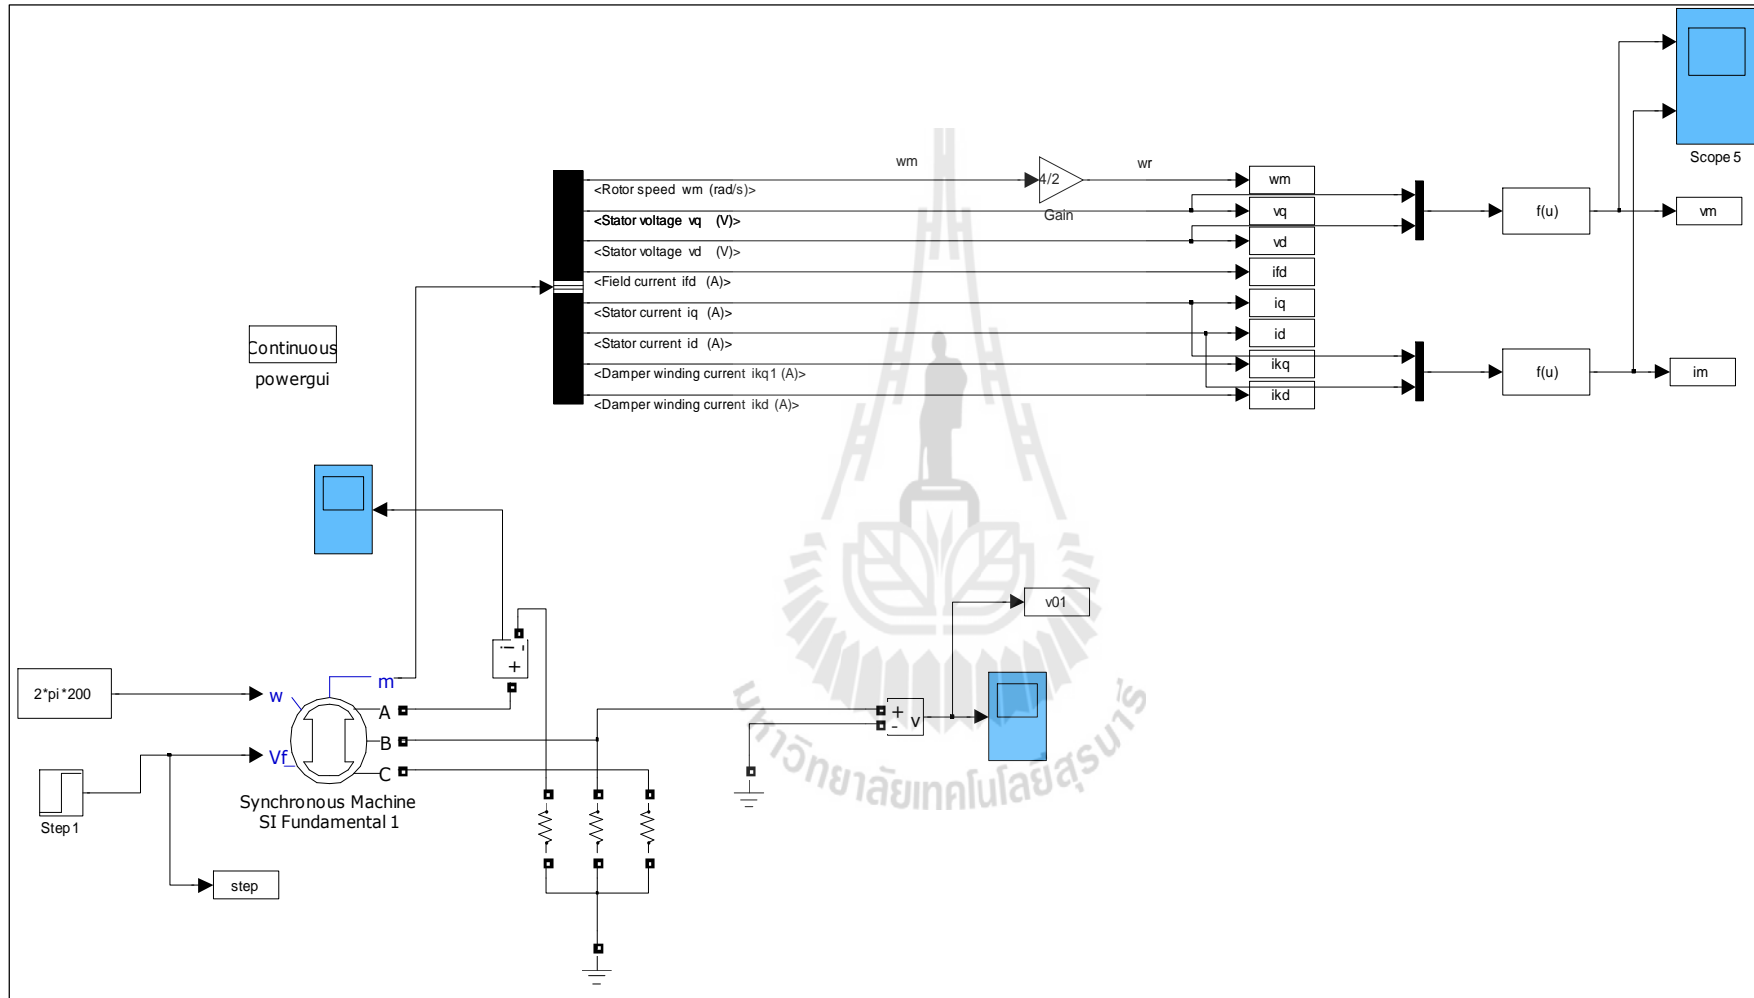 Scope 5
wm
4/2
wr
Gain
<Rotor speed wm (rad/s)>
<Stator voltage vq (V)>
<Stator voltage vd (V)>
<Field current ifd (A)>
<Stator current iq (A)>
<Stator current id (A)>
<Damper winding current ikq1 (A)>
<Damper winding current ikd (A)>
wm
vq
vd
ifd
iq
id
ikq
ikd
f(u)
vm
f(u)
im
Continuous
powergui
v01
i
-
+
2*pi*200
w
m
A
B
C
Vf
+
-
v
Synchronous Machine
SI Fundamental 1
Step1
step
มหาวิทยาลัยเทคโนโลยีสุรนารี